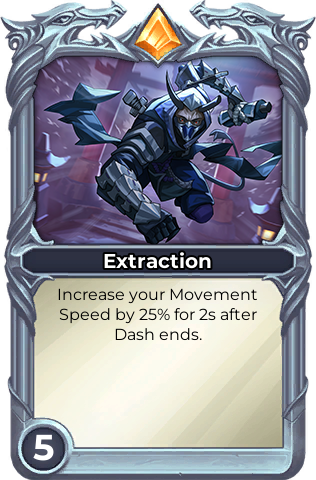 Extraction
Increase your Movement
Speed by 25% for 2s after
Dash ends.
5